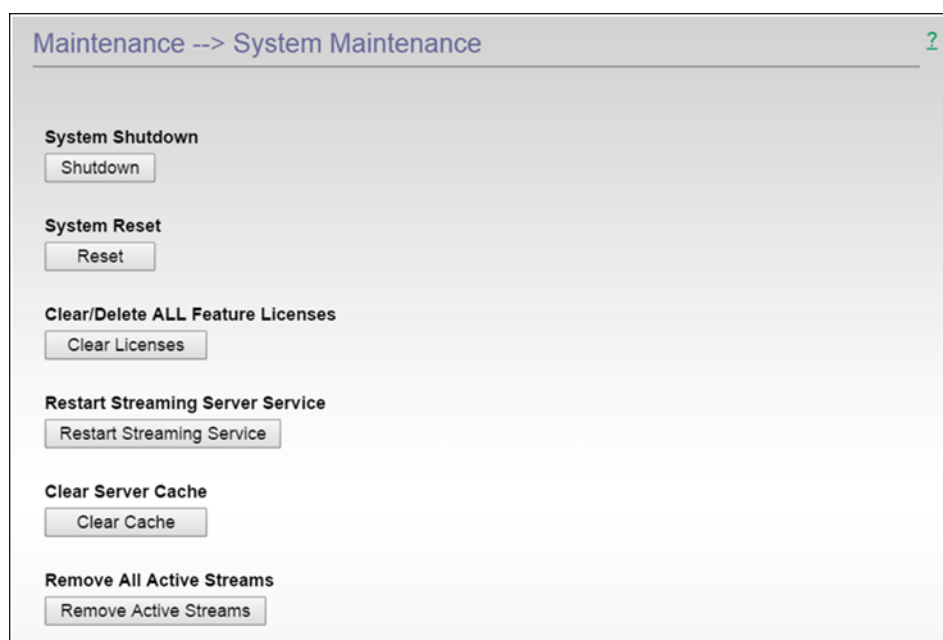 Maintenance --> System Maintenance ?
System Shutdown
Shutdown
System Reset
Reset
Clear/Delete ALL Feature Licenses
Clear Licenses
Restart Streaming Server Service
Restart Streaming Service
Clear Server Cache
Clear Cache
Remove All Active Streams
Remove Active Streams